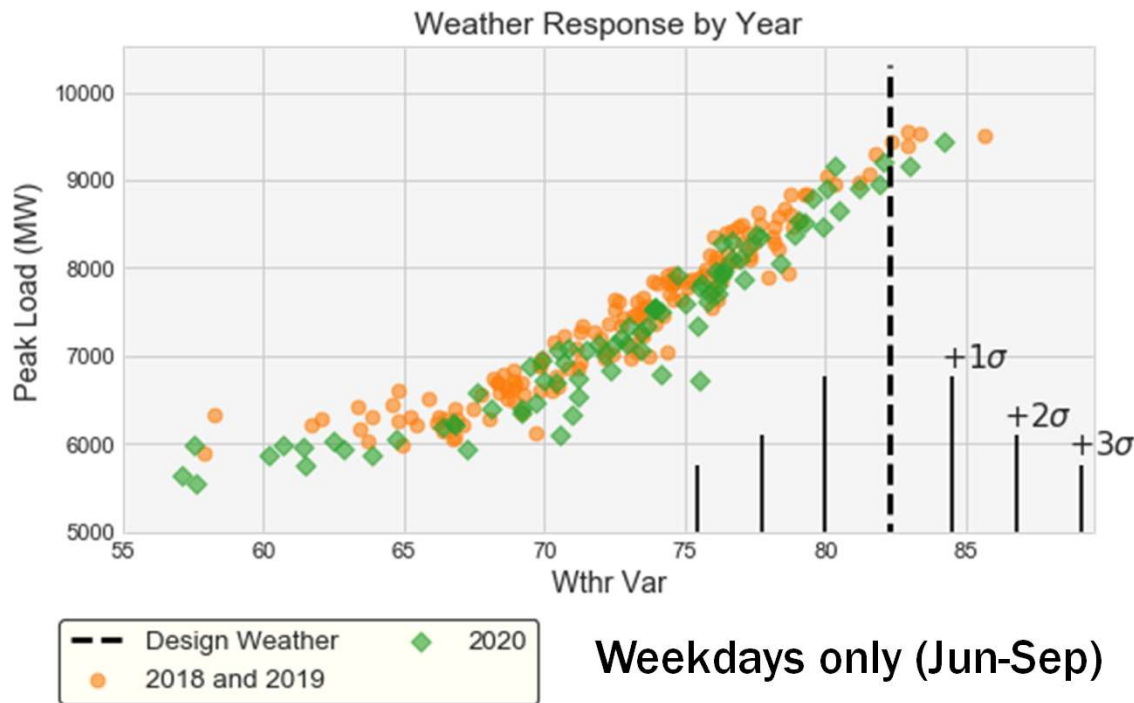 Weather Response by Year
Peak Load (MW)
10000
9000
8000
7000
6000
5000
+1σ
+2σ
+3σ
55 60 65 70 75 80 85
Wthr Var
Design Weather
2020
2018 and 2019
Weekdays only (Jun-Sep)